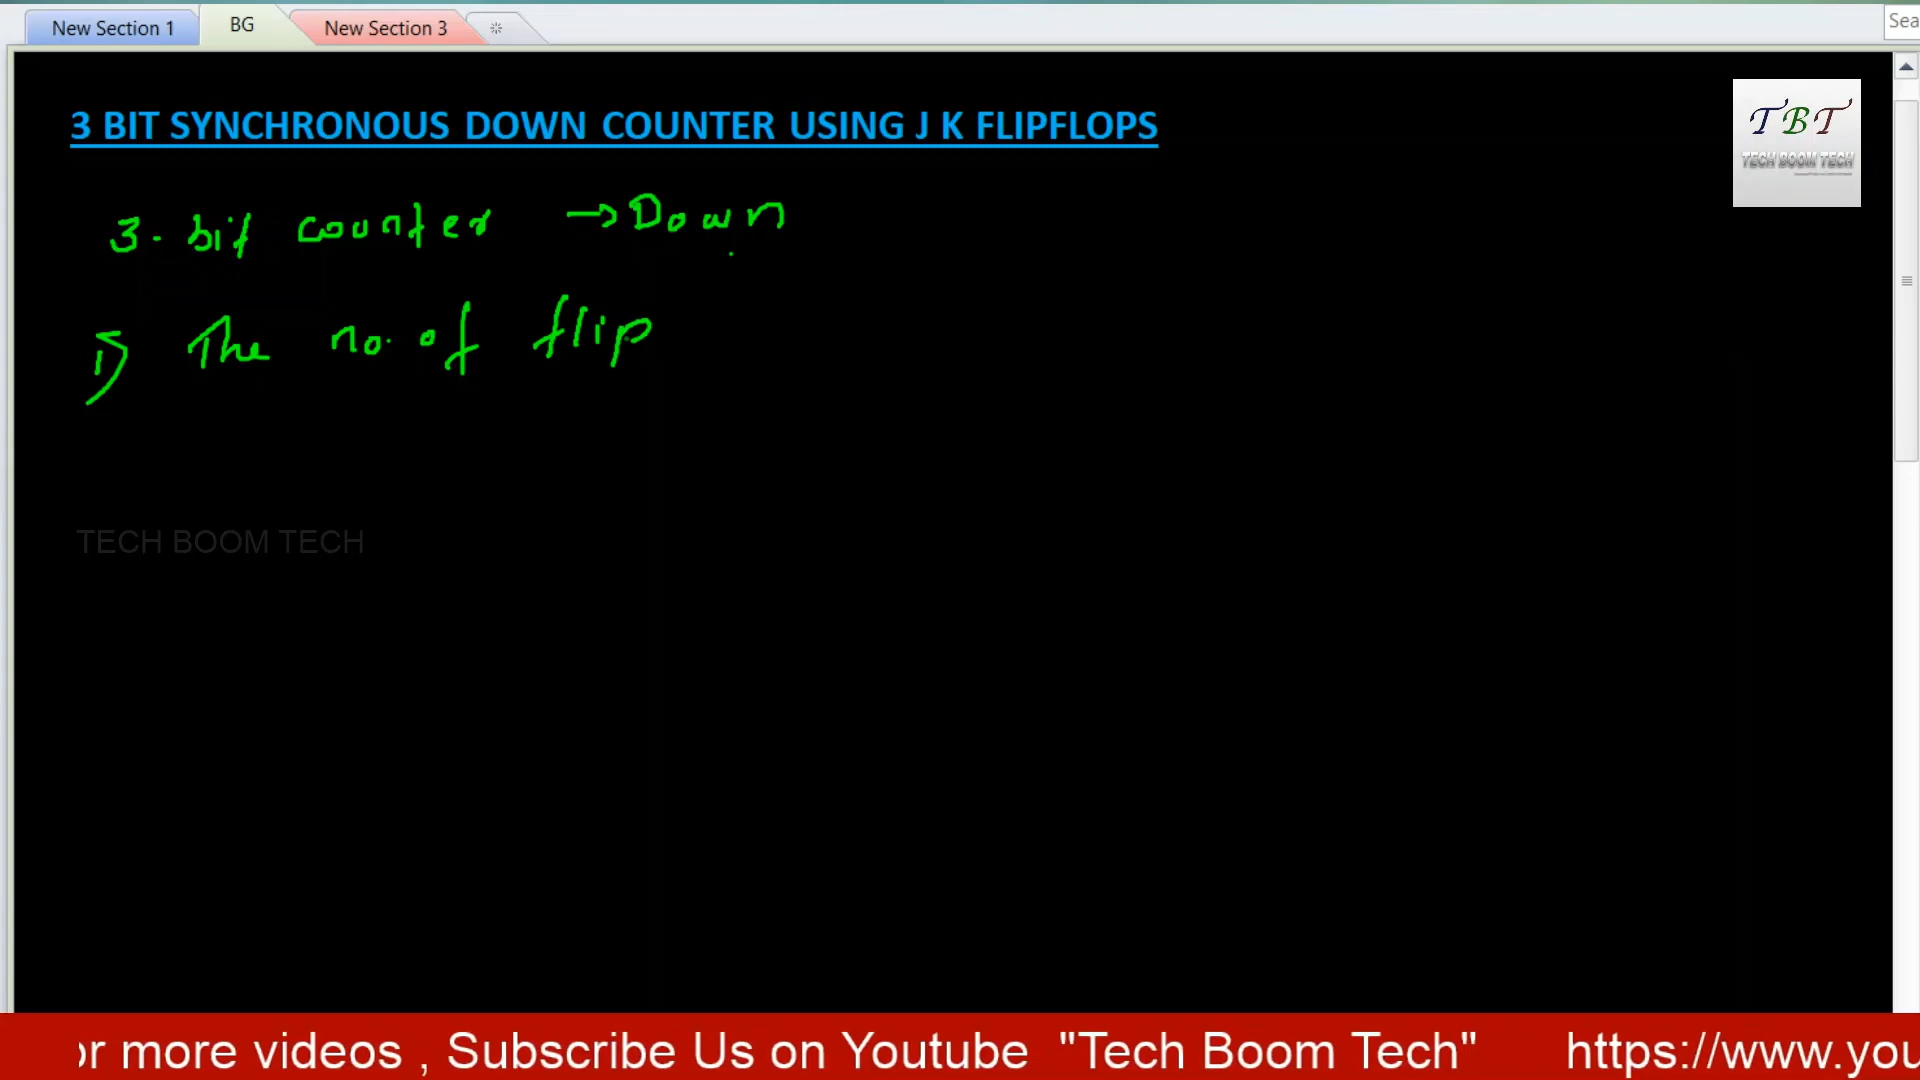 New Section 1 BG New Section 3
Sea
3 BIT SYNCHRONOUS DOWN COUNTER USING J K FLIPFLOPS
TBT
TECH BOOM TECH
3-bit counter → Down
1) The no. of flip
TECH BOOM TECH
or more videos , Subscribe Us on Youtube "Tech Boom Tech" https://www.you